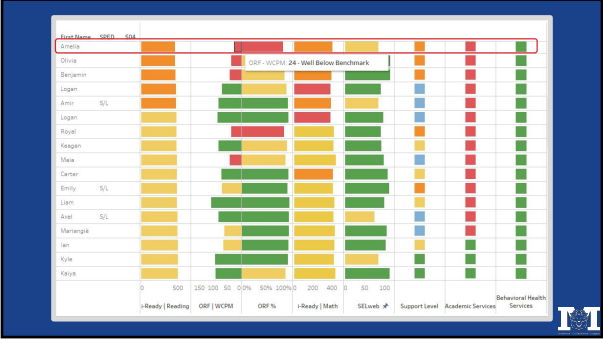 First Name SPED 504
Amelia
Olivia
Benjamin
Logan
Amir S/L
Logan
Royal
Keagan
Meia
Carter
Emily S/L
Liam
Axel S/L
Mariangia
Ian
Kyle
Kaiya
ORF - WCPM: 24 - Well Below Benchmark
0 500 150 100 50 0 0% 50% 100% 0 200 400 0 50 100
i-Ready | Reading ORF | WCPM ORF % i-Ready | Math SELweb Support Level Academic Services Behavioral Health Services
M